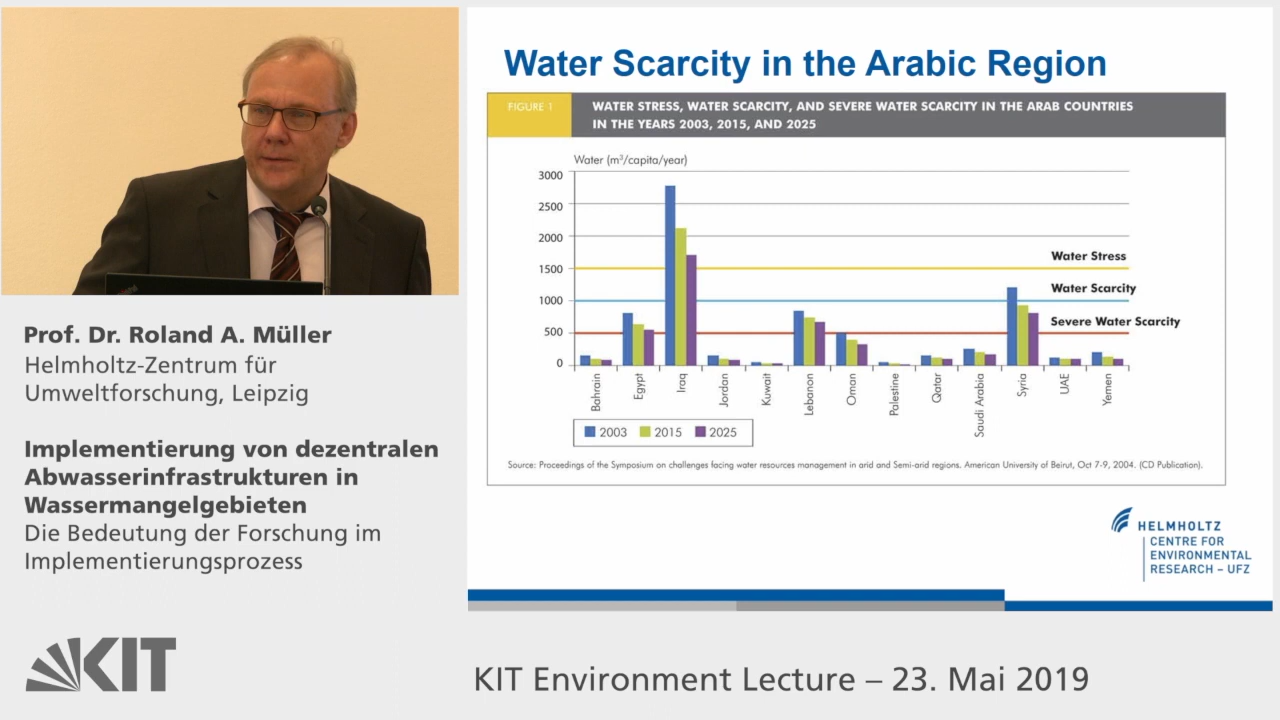 Prof. Dr. Roland A. Müller
Helmholtz-Zentrum für
Umweltforschung, Leipzig
Implementierung von dezentralen
Abwasserinfrastrukturen in
Wassermangelgebieten
Die Bedeutung der Forschung im
Implementierungsprozess
KIT
Water Scarcity in the Arabic Region
FIGURE 1
WATER STRESS, WATER SCARCITY, AND SEVERE WATER SCARCITY IN THE ARAB COUNTRIES
IN THE YEARS 2003, 2015, AND 2025
Water (m³/capita/year)
3000
2500
2000
1500
1000
500
0
Water Stress
Water Scarcity
Severe Water Scarcity
Bahrain
Egypt
Iraq
Jordan
Kuwait
Lebanon
Oman
Palestine
Qatar
Saudi Arabia
Syria
UAE
Yemen
2003 2015 2025
Source: Proceedings of the Symposium on challenges facing water resources management in arid and Semi-arid regions. American University of Beirut, Oct 7-9, 2004. (CD Publication).
HELMHOLTZ
CENTRE FOR
ENVIRONMENTAL
RESEARCH – UFZ
KIT Environment Lecture – 23. Mai 2019